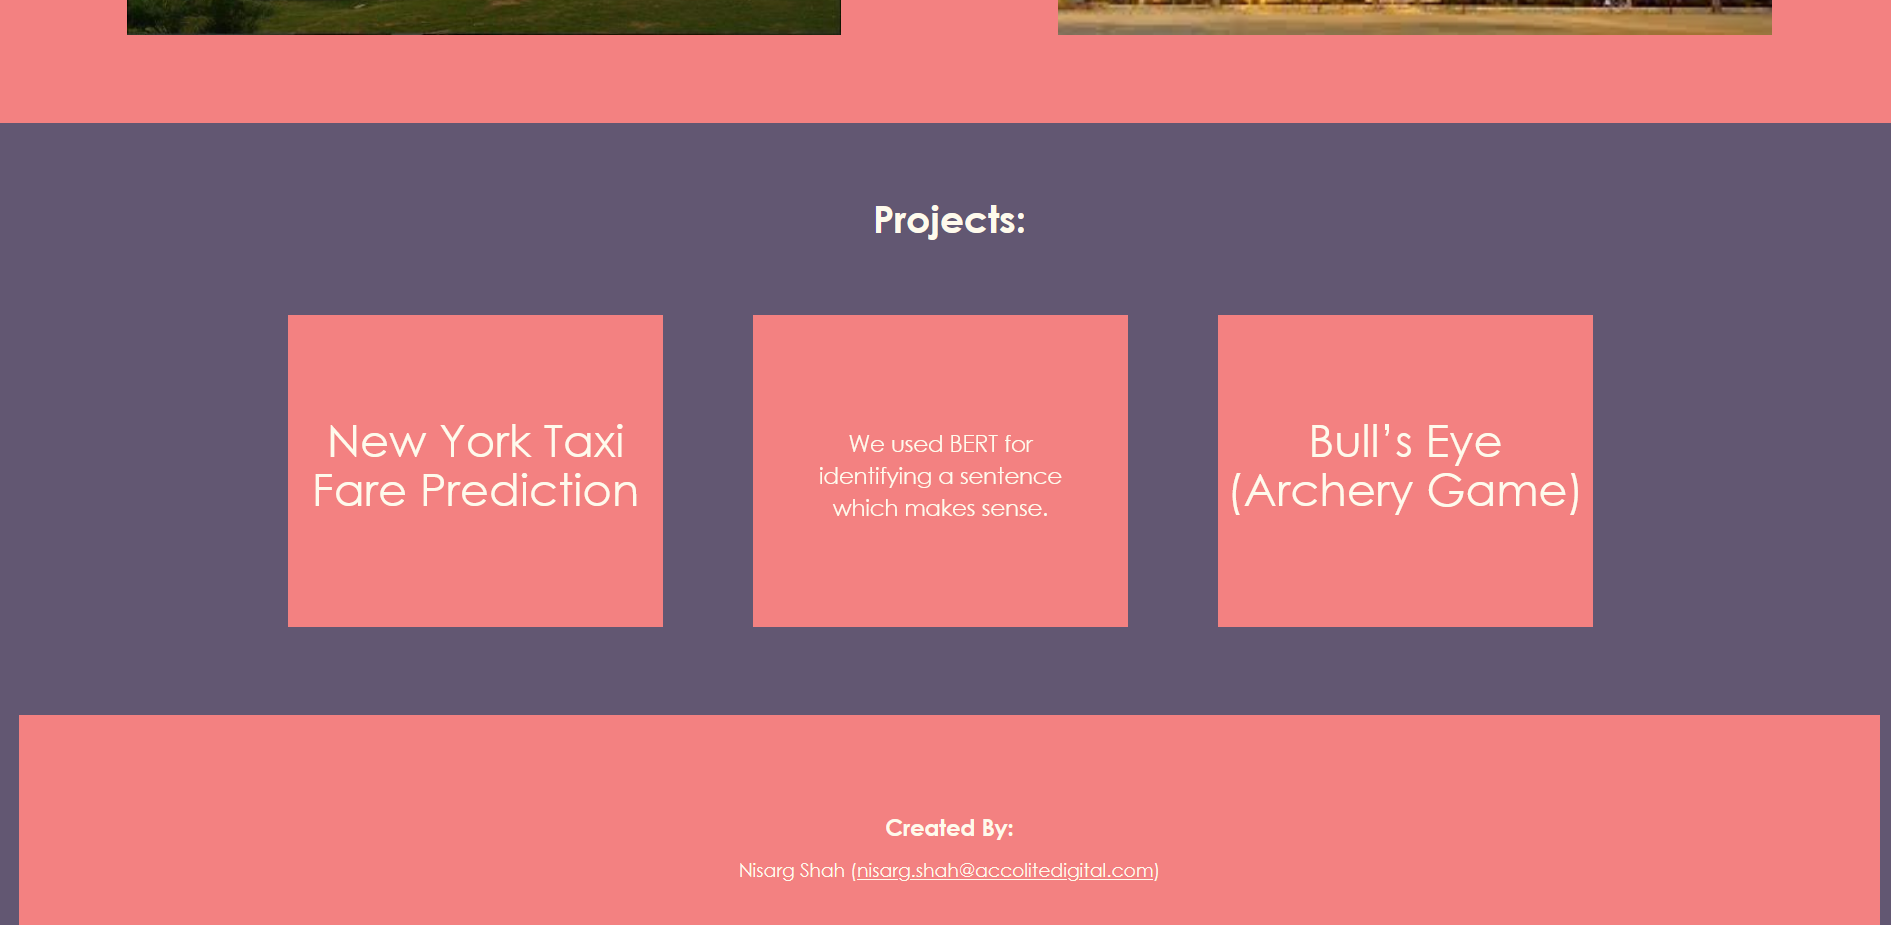 Projects:
New York Taxi
Fare Prediction
We used BERT for
identifying a sentence
which makes sense.
Bull’s Eye
(Archery Game)
Created By:
Nisarg Shah (nisarg.shah@accolitedigital.com)